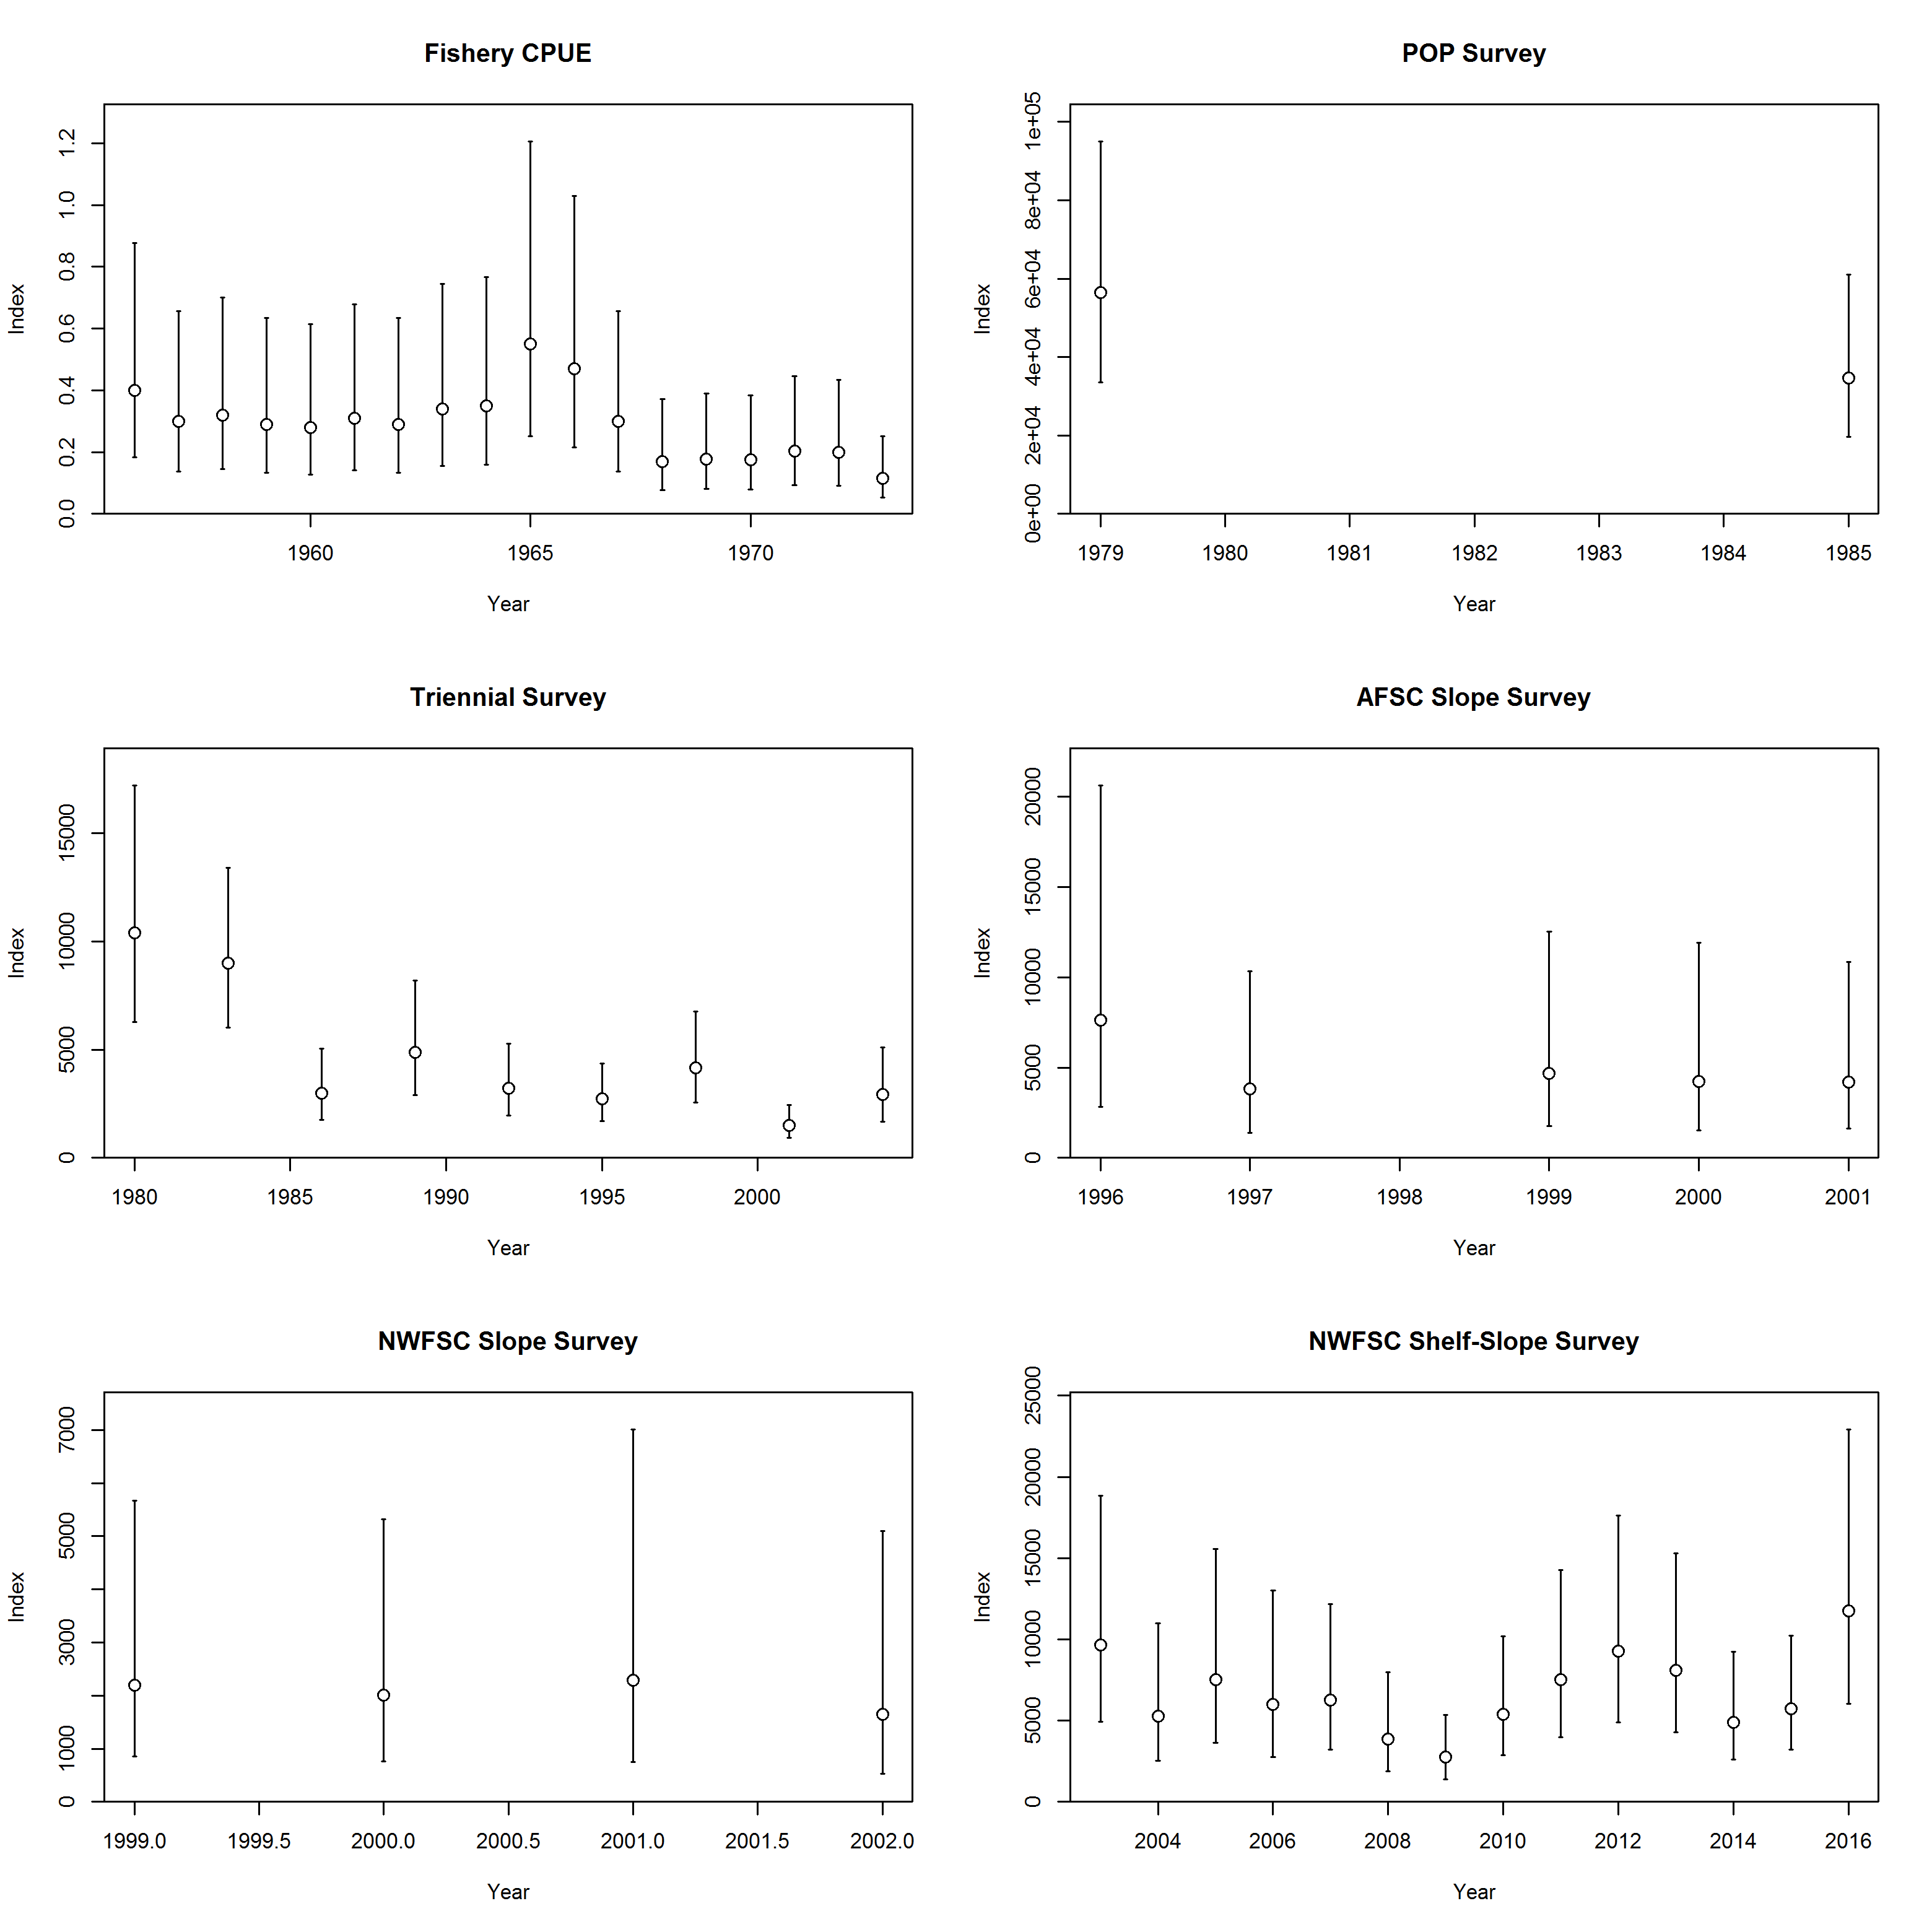 Fishery CPUE
Index
1.2
1.0
0.8
0.6
0.4
0.2
0.0
1960 1965 1970
Year
POP Survey
Index
1e+05
8e+04
6e+04
4e+04
2e+04
0e+00
1979 1980 1981 1982 1983 1984 1985
Year
Triennial Survey
Index
15000
10000
5000
0
1980 1985 1990 1995 2000
Year
AFSC Slope Survey
Index
20000
15000
10000
5000
0
1996 1997 1998 1999 2000 2001
Year
NWFSC Slope Survey
Index
7000
5000
3000
1000
0
1999.0 1999.5 2000.0 2000.5 2001.0 2001.5 2002.0
Year
NWFSC Shelf-Slope Survey
Index
25000
20000
15000
10000
5000
0
2004 2006 2008 2010 2012 2014 2016
Year